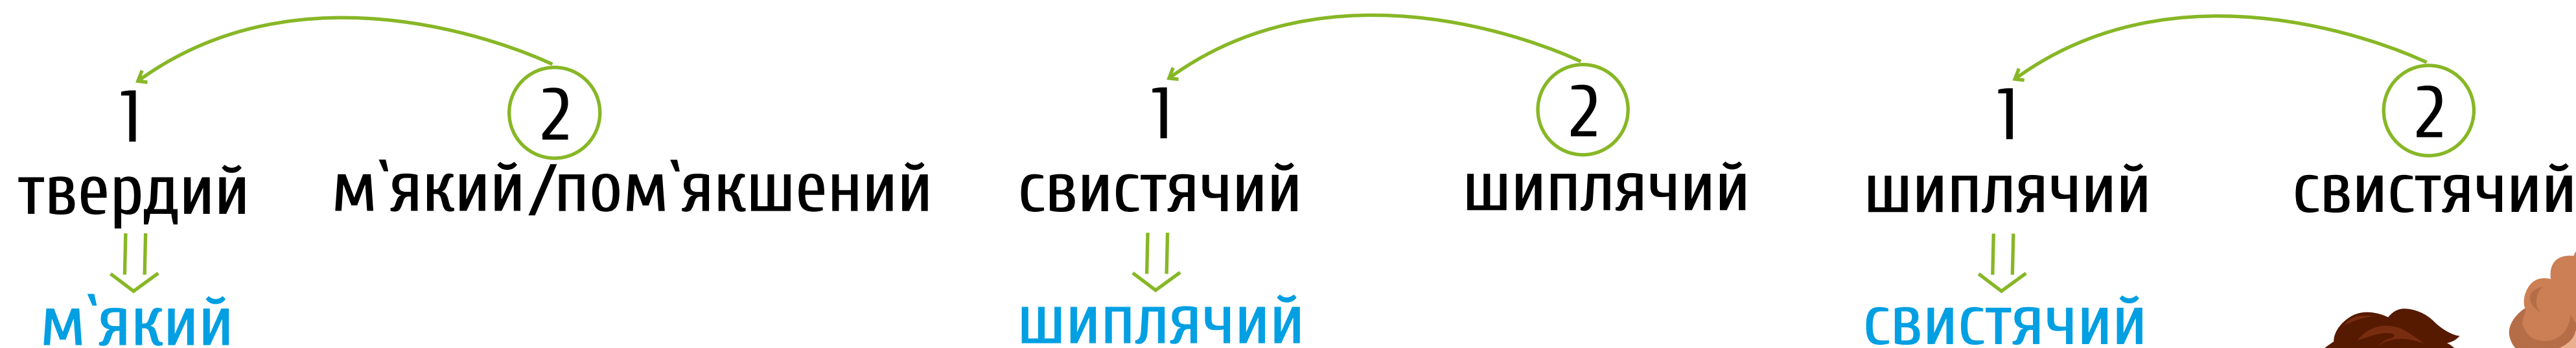 1 2 1 2 1 2
твердий м`який/пом`якшений свистячий шиплячий шиплячий свистячий
м`який шиплячий свистячий